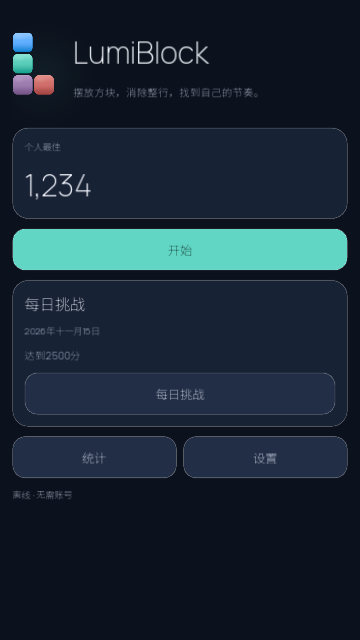 LumiBlock
摆放方块，消除整行，找到自己的节奏。
个人最佳
1,234
开始
每日挑战
2026年十一月15日
达到2500分
每日挑战
统计
设置
离线 · 无需账号